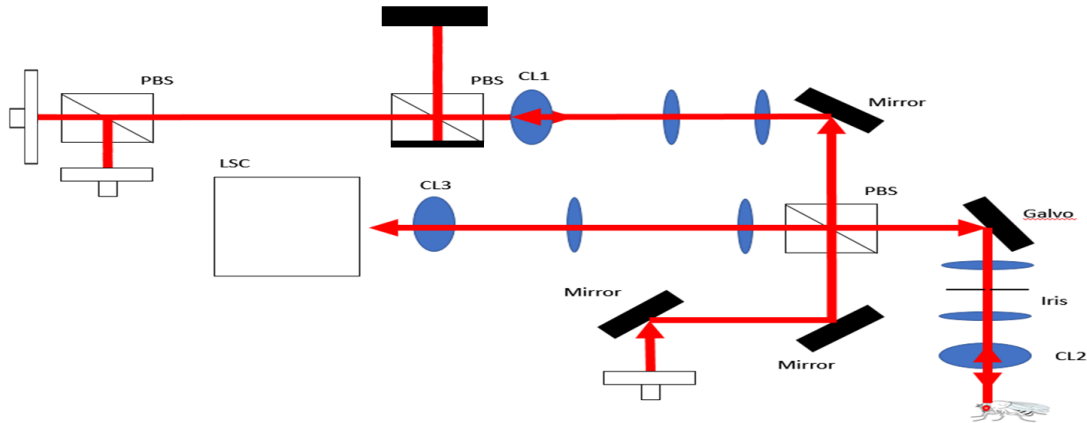 PBS
PBS
CL1
Mirror
LSC
CL3
PBS
Galvo
Mirror
Iris
Mirror
CL2